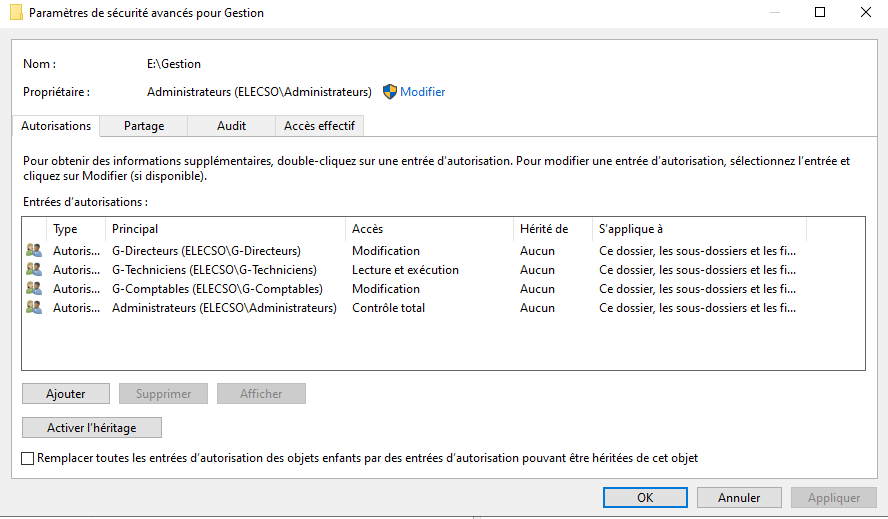 Paramètres de sécurité avancés pour Gestion
Nom : E:\Gestion
Propriétaire : Administrateurs (ELECSO\Administrateurs) Modifier
Autorisations Partage Audit Accès effectif
Pour obtenir des informations supplémentaires, double-cliquez sur une entrée d’autorisation. Pour modifier une entrée d’autorisation, sélectionnez l’entrée et
cliquez sur Modifier (si disponible).
Entrées d’autorisations :
Type Principal Accès Hérité de S’applique à
Autoris... G-Directeurs (ELECSO\G-Directeurs) Modification Aucun Ce dossier, les sous-dossiers et les fi...
Autoris... G-Techniciens (ELECSO\G-Techniciens) Lecture et exécution Aucun Ce dossier, les sous-dossiers et les fi...
Autoris... G-Comptables (ELECSO\G-Comptables) Modification Aucun Ce dossier, les sous-dossiers et les fi...
Autoris... Administrateurs (ELECSO\Administrateurs) Contrôle total Aucun Ce dossier, les sous-dossiers et les fi...
Ajouter Supprimer Afficher
Activer l’héritage
Remplacer toutes les entrées d’autorisation des objets enfants par des entrées d’autorisation pouvant être héritées de cet objet
OK Annuler Appliquer